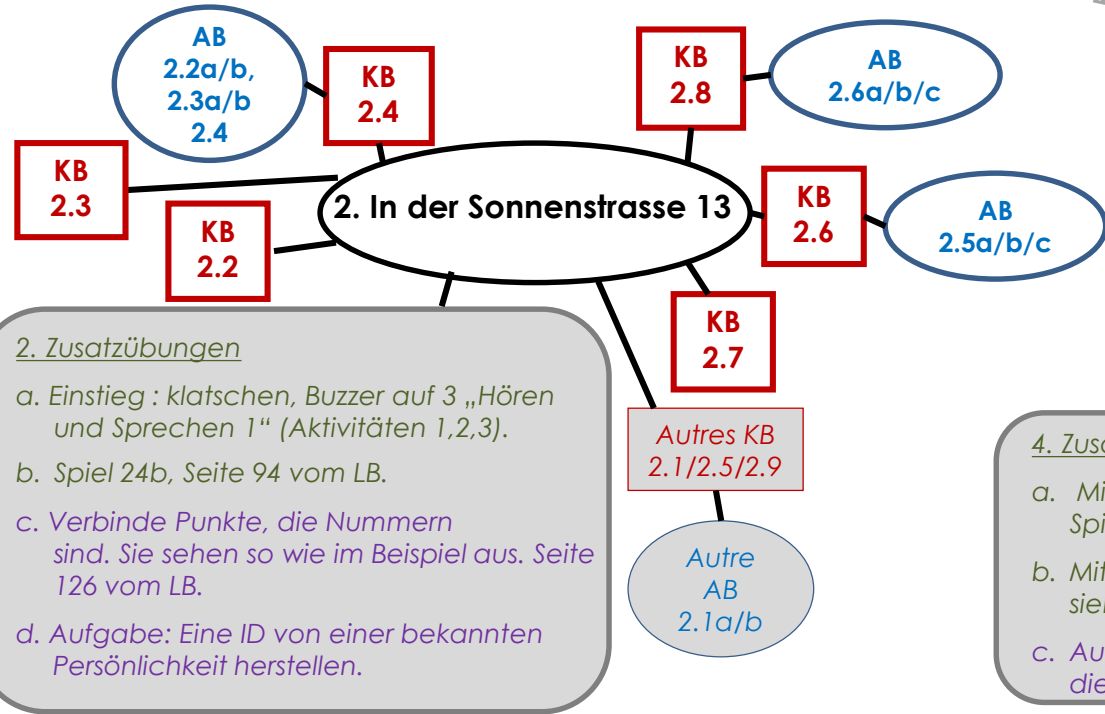 AB
2.2a/b,
2.3a/b
2.4
KB
2.4
KB
2.8
AB
2.6a/b/c
KB
2.3
KB
2.2
2. In der Sonnenstrasse 13
KB
2.6
AB
2.5a/b/c
KB
2.7
2. Zusatzübungen
a. Einstieg : klatschen, Buzzer auf 3 „Hören
und Sprechen 1“ (Aktivitäten 1,2,3).
b. Spiel 24b, Seite 94 vom LB.
c. Verbinde Punkte, die Nummern
sind. Sie sehen so wie im Beispiel aus. Seite
126 vom LB.
d. Aufgabe: Eine ID von einer bekannten
Persönlichkeit herstellen.
Autres KB
2.1/2.5/2.9
Autre
AB
2.1a/b
4.
a.
b.
c.